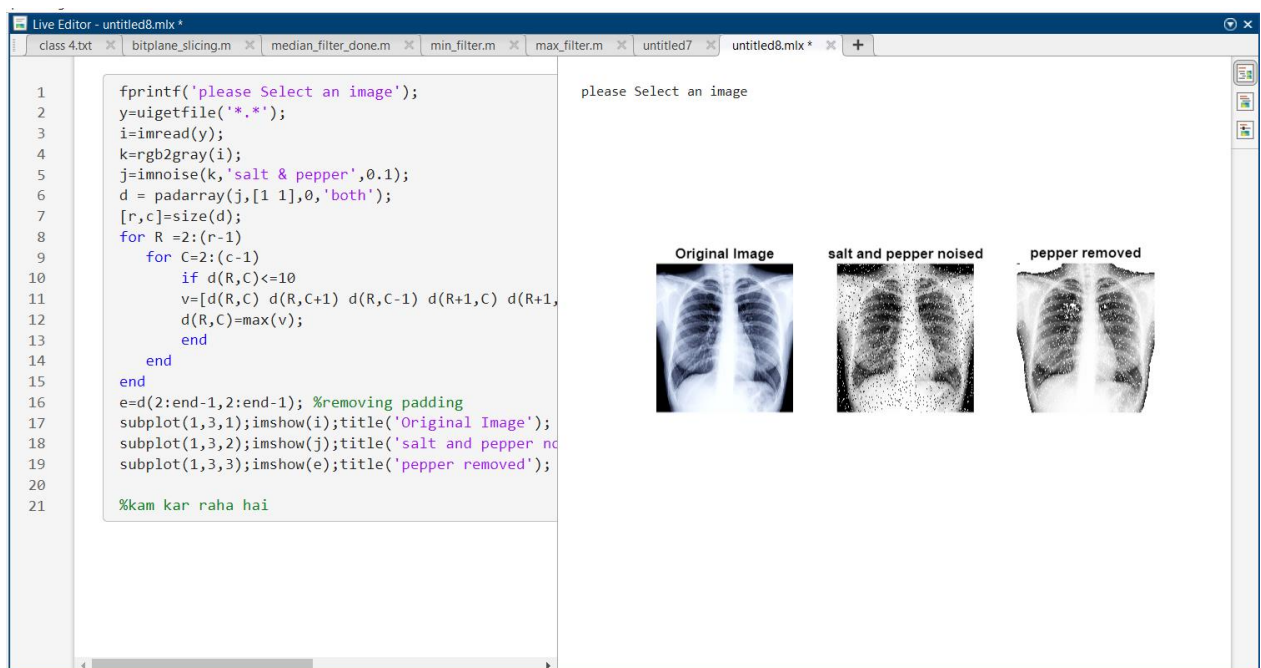 Live Editor - untitled8.mlx *
class 4.txt bitplane_slicing.m median_filter_done.m min_filter.m max_filter.m untitled7 untitled8.mlx * +
1 fprintf('please Select an image');
2 y=uigetfile('*.*');
3 i=imread(y);
4 k=rgb2gray(i);
5 j=imnoise(k,'salt & pepper',0.1);
6 d = padarray(j,[1 1],0,'both');
7 [r,c]=size(d);
8 for R =2:(r-1)
9 for C=2:(c-1)
10 if d(R,C)<=10
11 v=[d(R,C) d(R,C+1) d(R,C-1) d(R+1,C) d(R+1,
12 d(R,C)=max(v);
13 end
14 end
15 end
16 e=d(2:end-1,2:end-1); %removing padding
17 subplot(1,3,1);imshow(i);title('Original Image');
18 subplot(1,3,2);imshow(j);title('salt and pepper no
19 subplot(1,3,3);imshow(e);title('pepper removed');
20
21 %kam kar raha hai
please Select an image
Original Image salt and pepper noised pepper removed